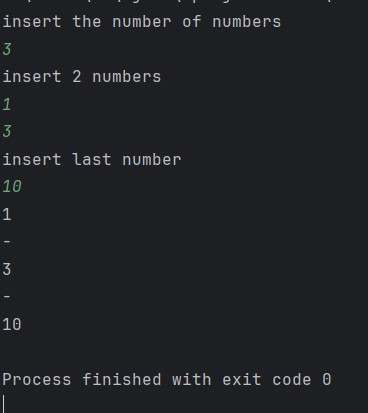 insert the number of numbers
3
insert 2 numbers
1
3
insert last number
10
1
-
3
-
10
Process finished with exit code 0